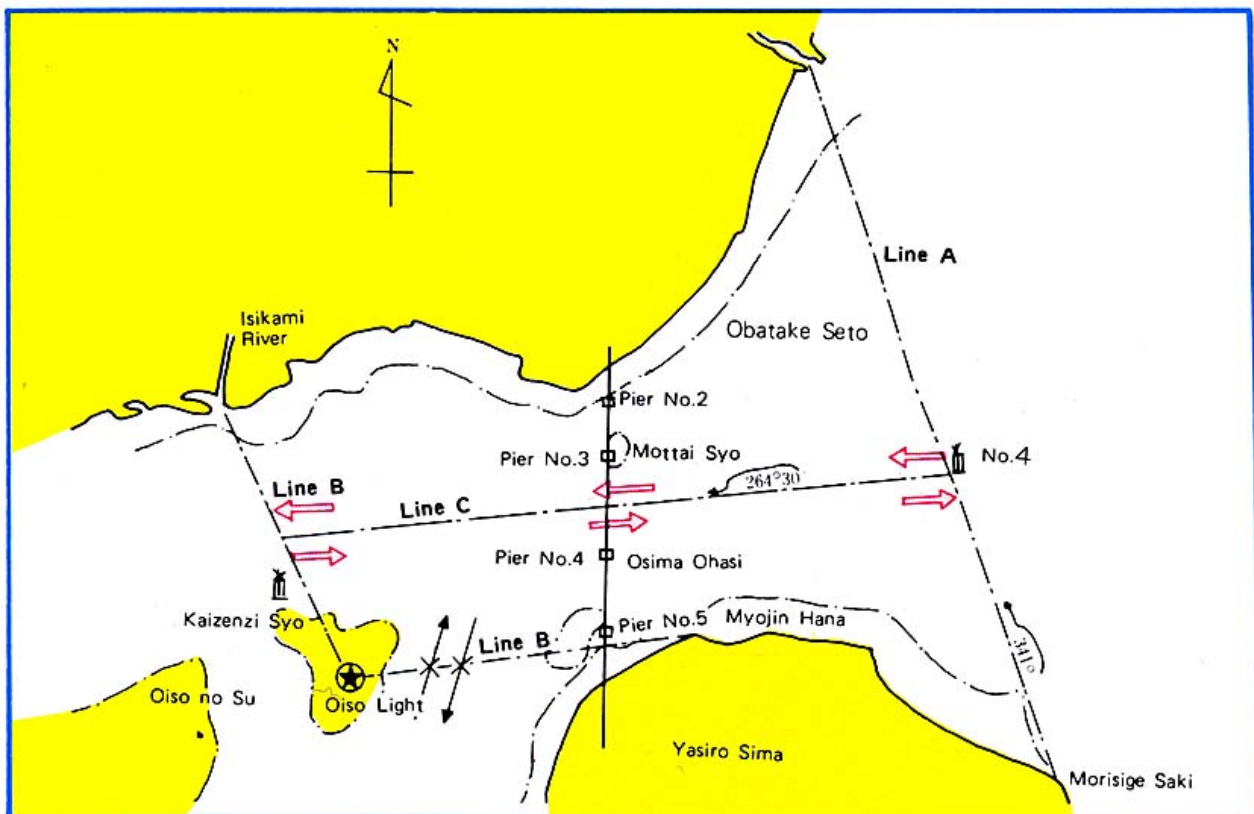 N
Isikami
River
Line A
Obatake Seto
Pier No.2
Pier No.3
Mottai Syo
No.4
264°30
Line B
Line C
Pier No.4
Osima Ohasi
Kaizenzi Syo
Pier No.5
Myojin Hana
Line B
341°
Oiso no Su
Oiso Light
Yasiro Sima
Morisige Saki